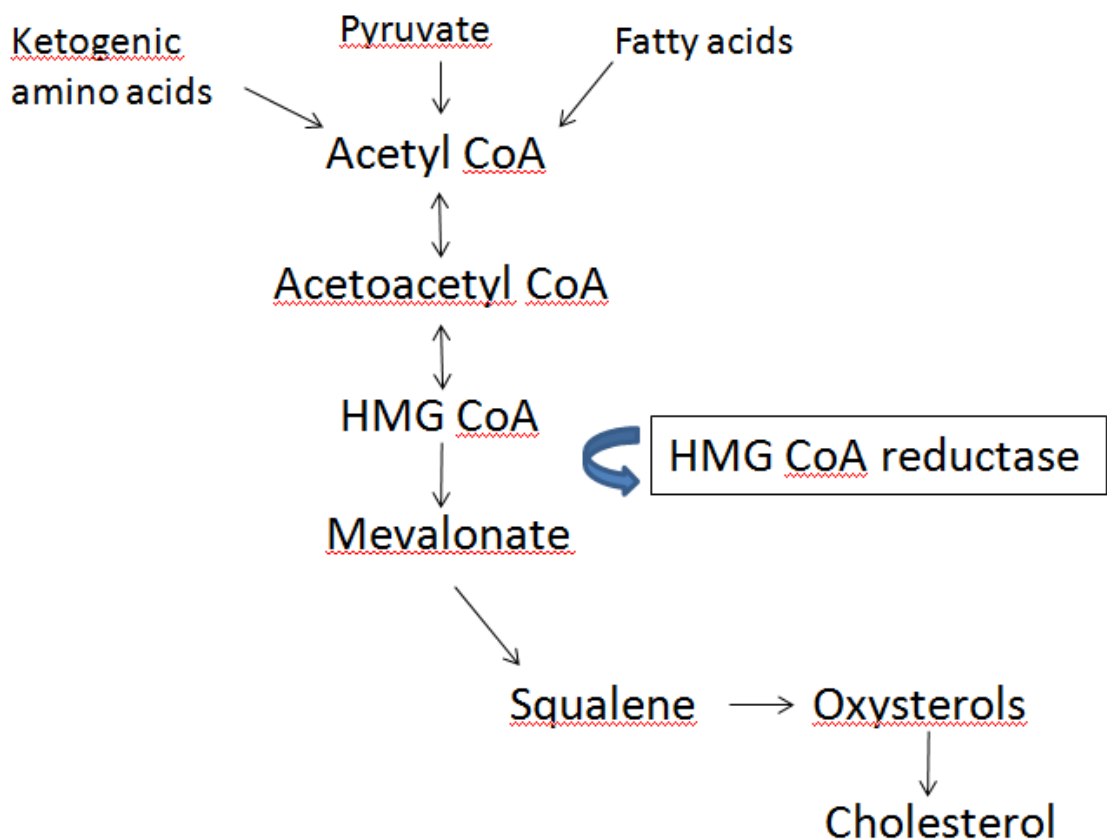 Ketogenic
amino acids
Pyruvate
Fatty acids
Acetyl CoA
Acetoacetyl CoA
HMG CoA
HMG CoA reductase
Mevalonate
Squalene
Oxysterols
Cholesterol